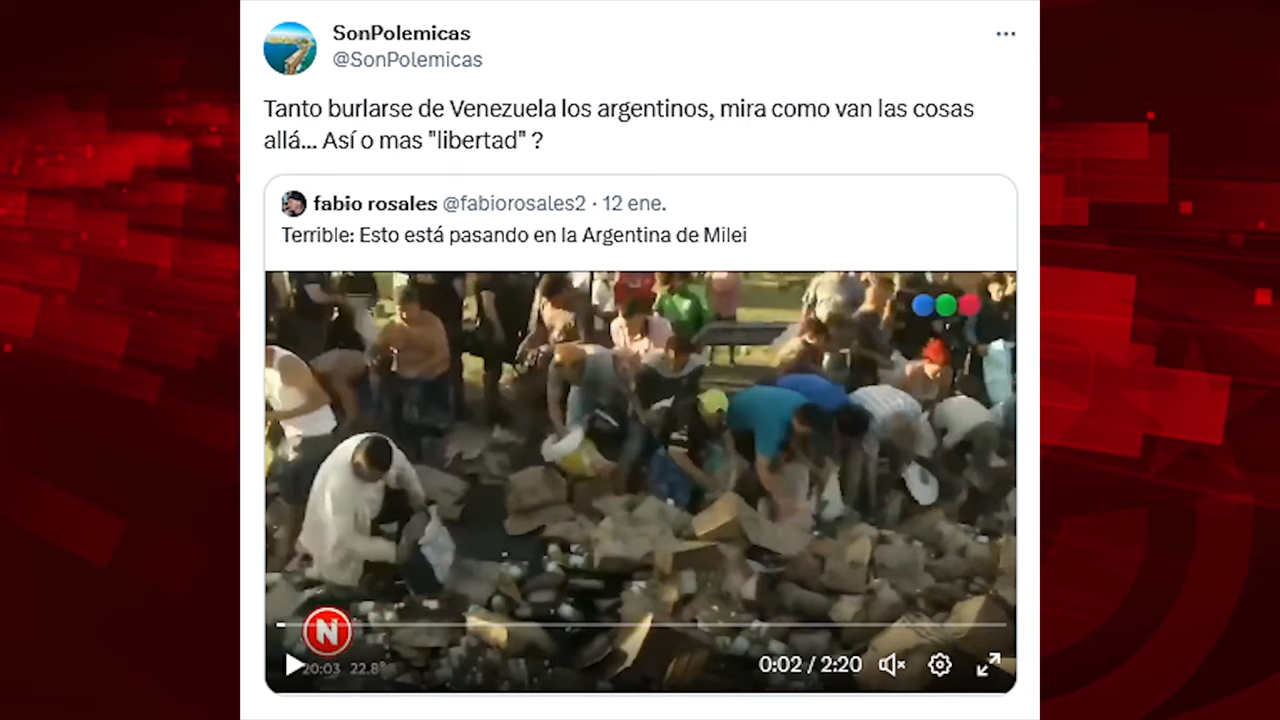 SonPolemicas
@SonPolemicas
Tanto burlarse de Venezuela los argentinos, mira como van las cosas
allá... Así o mas "libertad" ?
fabio rosales @fabiorosales2 · 12 ene.
Terrible: Esto está pasando en la Argentina de Milei
N
20:03 22.8°
0:02 / 2:20